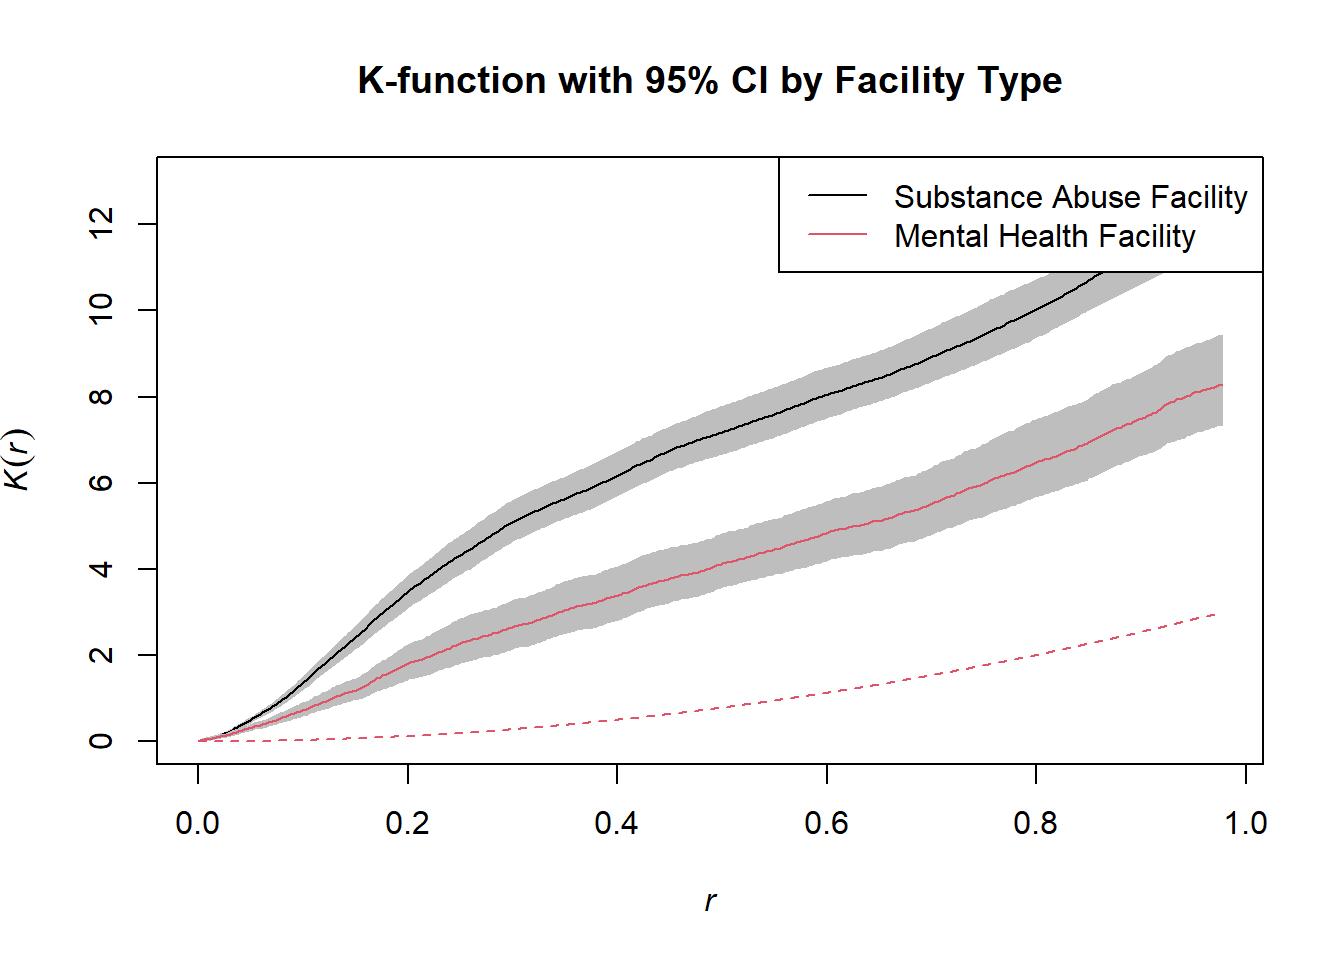 K-function with 95% CI by Facility Type
Substance Abuse Facility
Mental Health Facility
K(r)
12
10
8
6
4
2
0
0.0 0.2 0.4 0.6 0.8 1.0
r